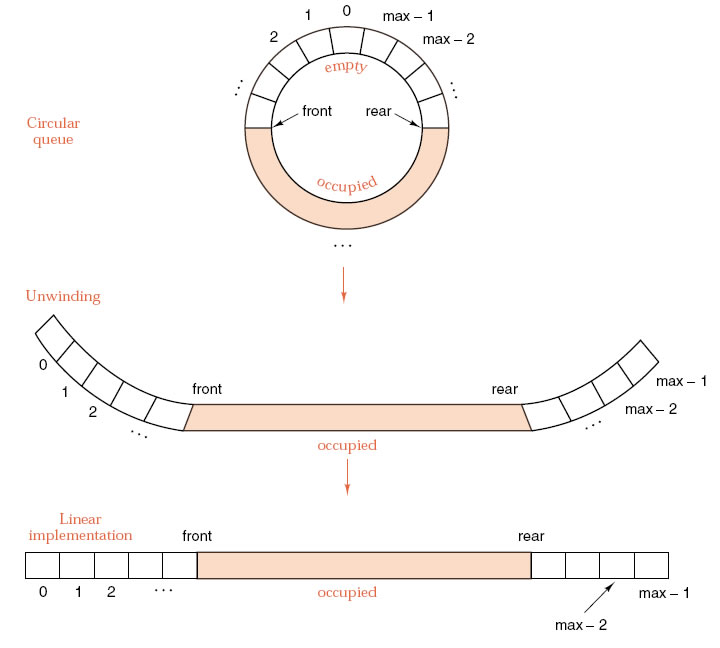 0
1
max – 1
2
max – 2
empty
...
...
front
rear
Circular
queue
occupied
...
Unwinding
0
1
2
...
front
rear
max – 1
max – 2
...
occupied
Linear
implementation
front
rear
0 1 2 ... occupied max – 1
max – 2